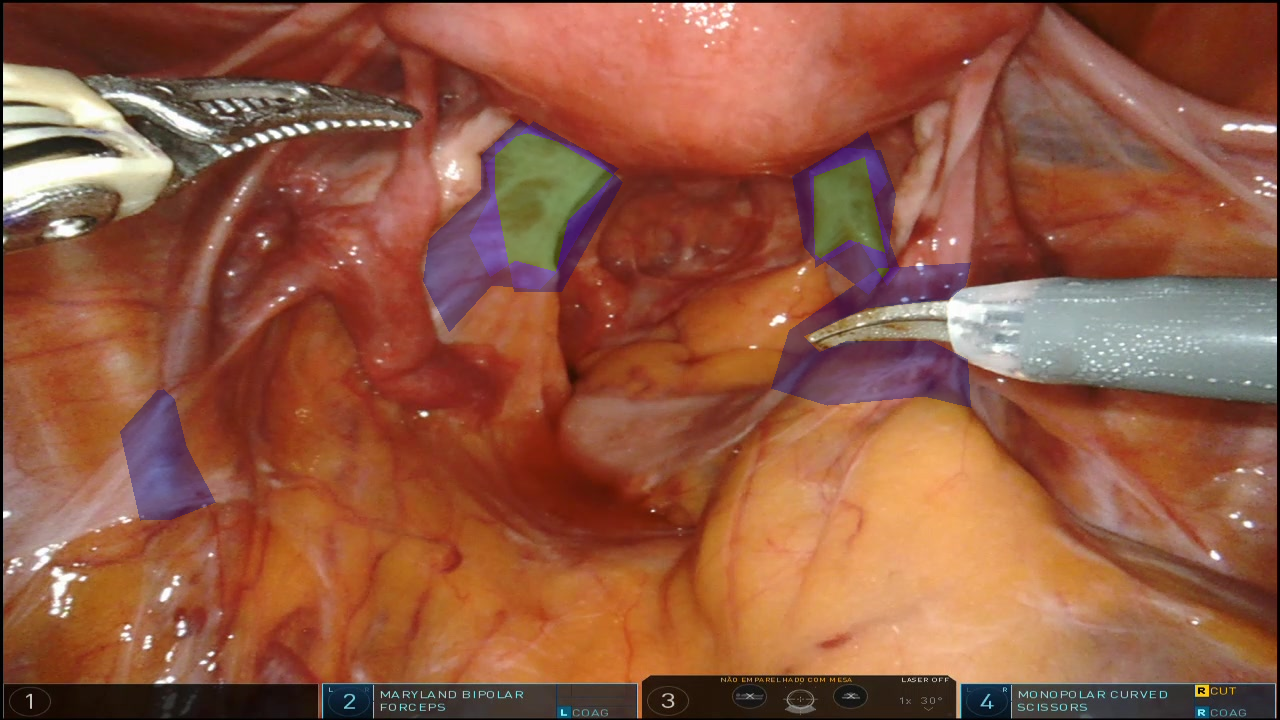 NÃO EMPARELHADO COM MESA
LASER OFF
1
L
R
2
MARYLAND BIPOLAR
FORCEPS
L COAG
3
1x 30°
L
R
4
MONOPOLAR CURVED
SCISSORS
R CUT
R COAG